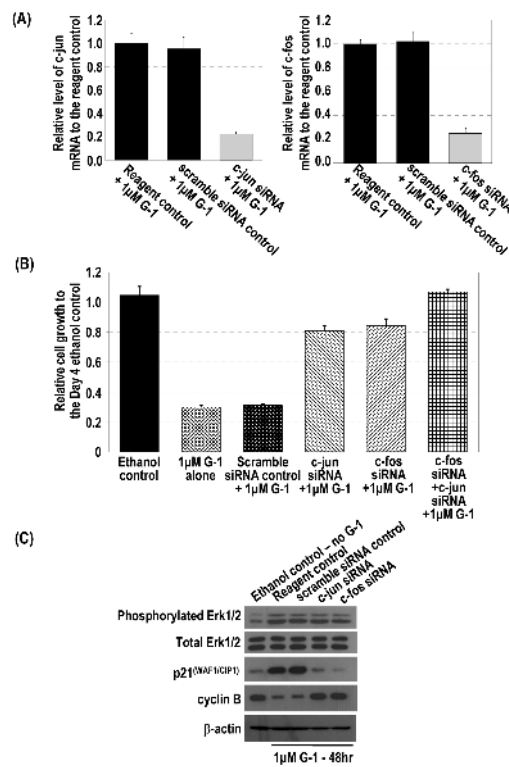 (A)
Relative level of c-jun
mRNA to the reagent control
1.2
1.0
0.8
0.6
0.4
0.2
0.0
Reagent control
+ 1µM G-1
scramble siRNA control
+ 1µM G-1
c-jun siRNA
+ 1µM G-1
Relative level of c-fos
mRNA to the reagent control
1.2
1.0
0.8
0.6
0.4
0.2
0.0
Reagent control
+ 1µM G-1
scramble siRNA control
+ 1µM G-1
c-fos siRNA
+ 1µM G-1
(B)
Relative cell growth to
the Day 4 ethanol control
1.2
1.0
0.8
0.6
0.4
0.2
0
Ethanol
control
1µM G-1
alone
Scramble
siRNA control
+ 1µM G-1
c-jun
siRNA
+1µM G-1
c-fos
siRNA
+1µM G-1
c-fos
siRNA
+c-jun
siRNA
+1µM G-1
(C)
Ethanol control – no G-1
Reagent control
scramble siRNA control
c-jun siRNA
c-fos siRNA
Phosphorylated Erk1/2
Total Erk1/2
p21(WAF1/CIP1)
cyclin B
β-actin
1µM G-1 - 48hr